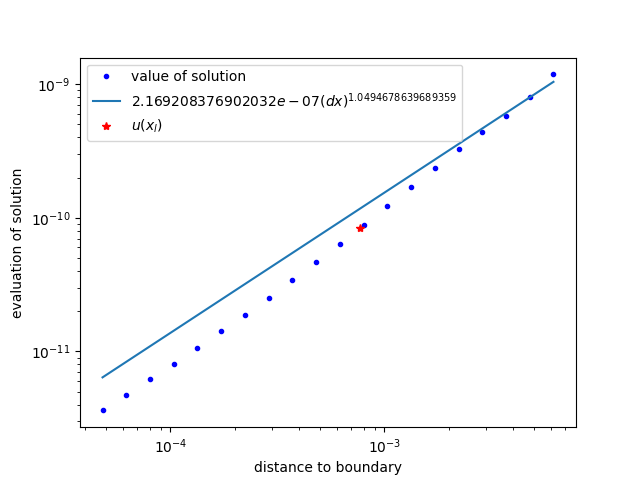 value of solution
2.169208376902032e − 07(dx)^1.0494678639689359
u(x_l)
10^−9
10^−10
10^−11
evaluation of solution
10^−4
10^−3
distance to boundary